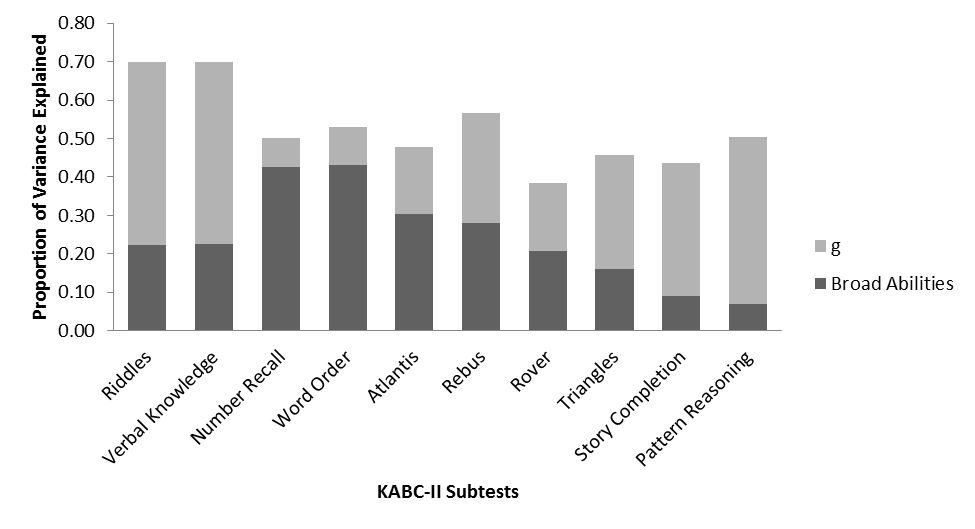 Proportion of Variance Explained
0.80
0.70
0.60
0.50
0.40
0.30
0.20
0.10
0.00
Riddles
Verbal Knowledge
Number Recall
Word Order
Atlantis
Rebus
Rover
Triangles
Story Completion
Pattern Reasoning
KABC-II Subtests
g
Broad Abilities